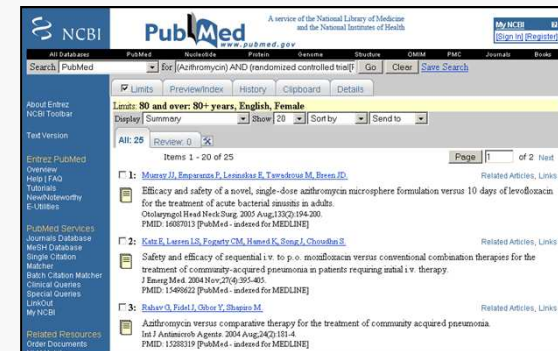 NCBI
PubMed
www.pubmed.gov
A service of the National Library of Medicine
and the National Institutes of Health
My NCBI
[Sign In] [Register]
All Databases PubMed Nucleotide Protein Genome Structure OMIM PMC Journals Books
Search PubMed for (Azithromycin) AND (randomized controlled trial[ Go Clear Save Search
Limits Preview/Index History Clipboard Details
Limits: 80 and over: 80+ years, English, Female
Display Summary Show 20 Sort by Send to
All: 25 Review: 0
Items 1 - 20 of 25 Page 1 of 2 Next
1: Murray JJ, Emparanza P, Lesinskas E, Tawadrous M, Breen JD. Related Articles, Links
Efficacy and safety of a novel, single-dose azithromycin microsphere formulation versus 10 days of levofloxacin
for the treatment of acute bacterial sinusitis in adults.
Otolaryngol Head Neck Surg. 2005 Aug;133(2):194-200.
PMID: 16087013 [PubMed - indexed for MEDLINE]
2: Katz E, Larsen LS, Fogarty CM, Hamed K, Song J, Choudhri S. Related Articles, Links
Safety and efficacy of sequential i.v. to p.o. moxifloxacin versus conventional combination therapies for the
treatment of community-acquired pneumonia in patients requiring initial i.v. therapy.
J Emerg Med. 2004 Nov;27(4):395-405.
PMID: 15498622 [PubMed - indexed for MEDLINE]
3: Rahav G, Fidel J, Gibor Y, Shapiro M. Related Articles, Links
Azithromycin versus comparative therapy for the treatment of community acquired pneumonia.
Int J Antimicrob Agents. 2004 Aug;24(2):181-4.
PMID: 15288319 [PubMed - indexed for MEDLINE]
About Entrez
NCBI Toolbar
Text Version
Entrez PubMed
Overview
Help | FAQ
Tutorials
New/Noteworthy
E-Utilities
PubMed Services
Journals Database
MeSH Database
Single Citation
Matcher
Batch Citation Matcher
Clinical Queries
Special Queries
LinkOut
My NCBI
Related Resources
Order Documents